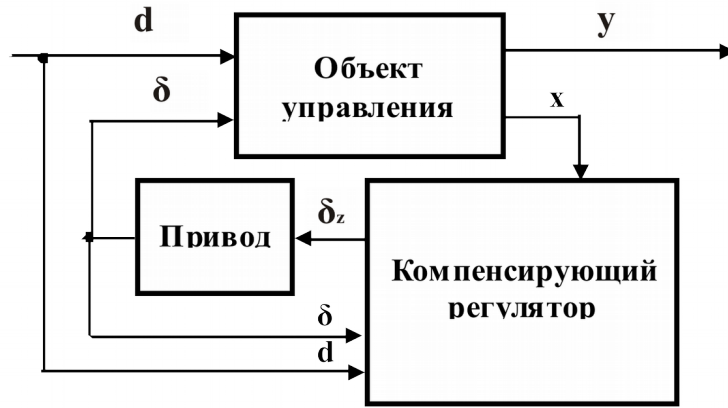 d
y
Объект
управления
δ
x
δz
Привод
Компенсирующий
регулятор
δ
d